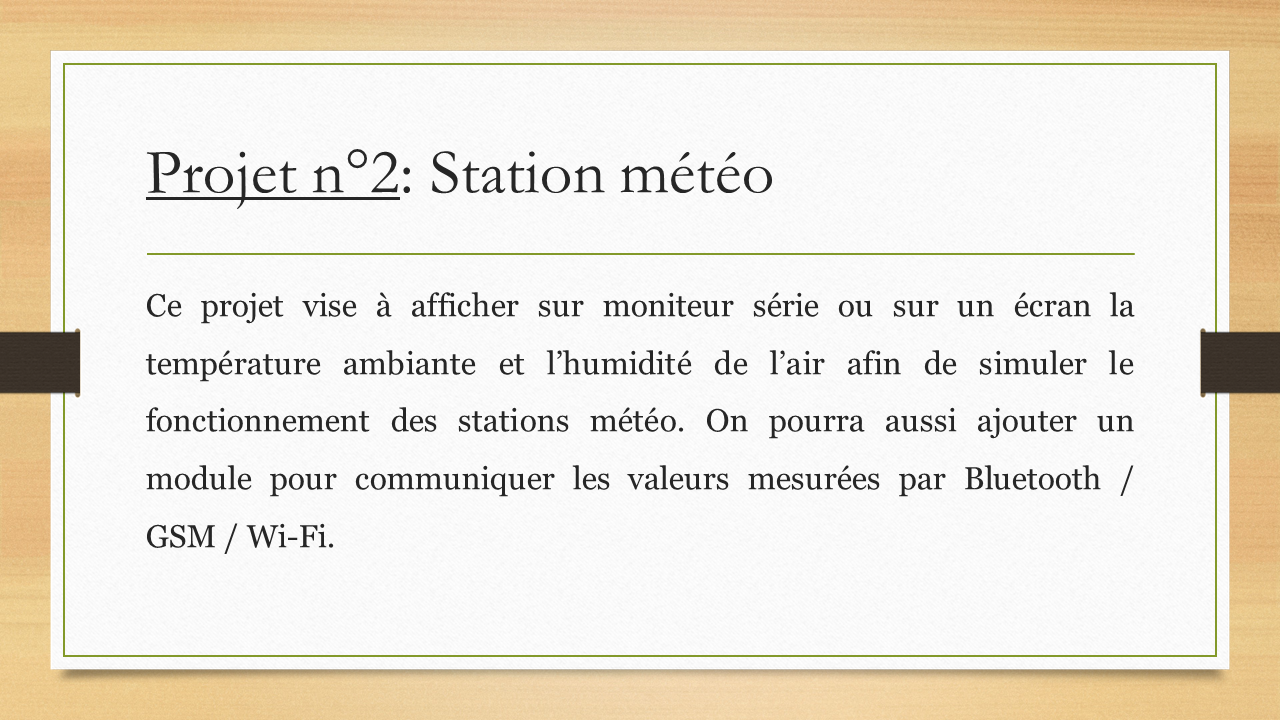 Projet n°2: Station météo
Ce projet vise à afficher sur moniteur série ou sur un écran la
température ambiante et l’humidité de l’air afin de simuler le
fonctionnement des stations météo. On pourra aussi ajouter un
module pour communiquer les valeurs mesurées par Bluetooth /
GSM / Wi-Fi.